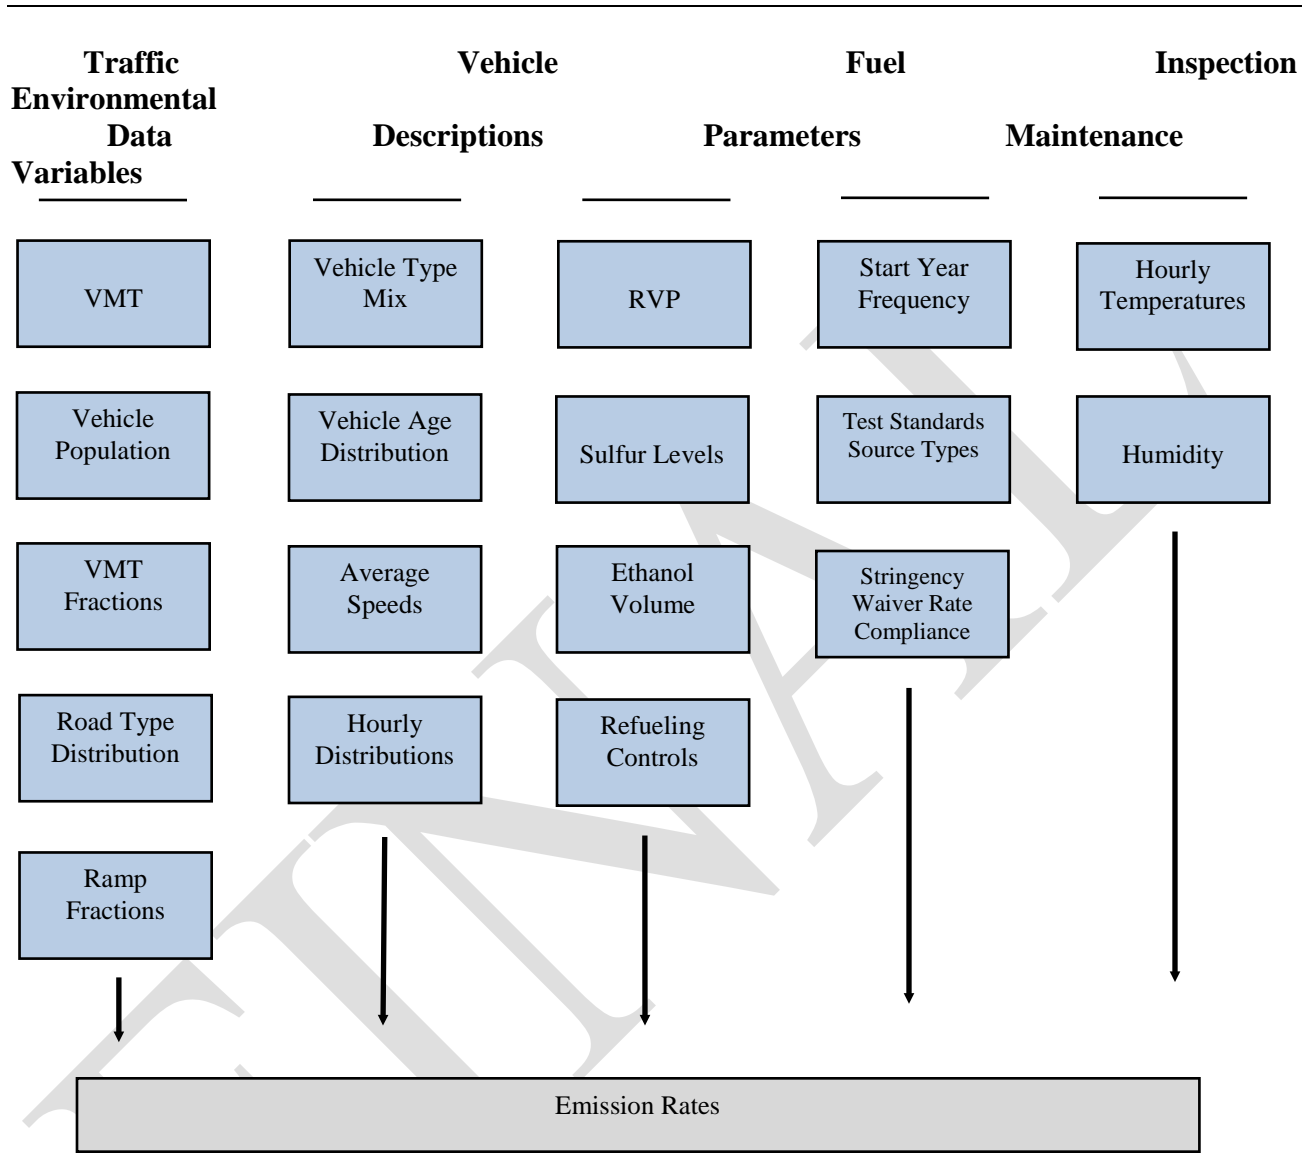 Traffic Vehicle Fuel Inspection
Environmental
Data Descriptions Parameters Maintenance
Variables
VMT
Vehicle
Population
VMT
Fractions
Road Type
Distribution
Ramp
Fractions
Vehicle Type
Mix
Vehicle Age
Distribution
Average
Speeds
Hourly
Distributions
RVP
Sulfur Levels
Ethanol
Volume
Refueling
Controls
Start Year
Frequency
Test Standards
Source Types
Stringency
Waiver Rate
Compliance
Hourly
Temperatures
Humidity
Emission Rates
FINAL